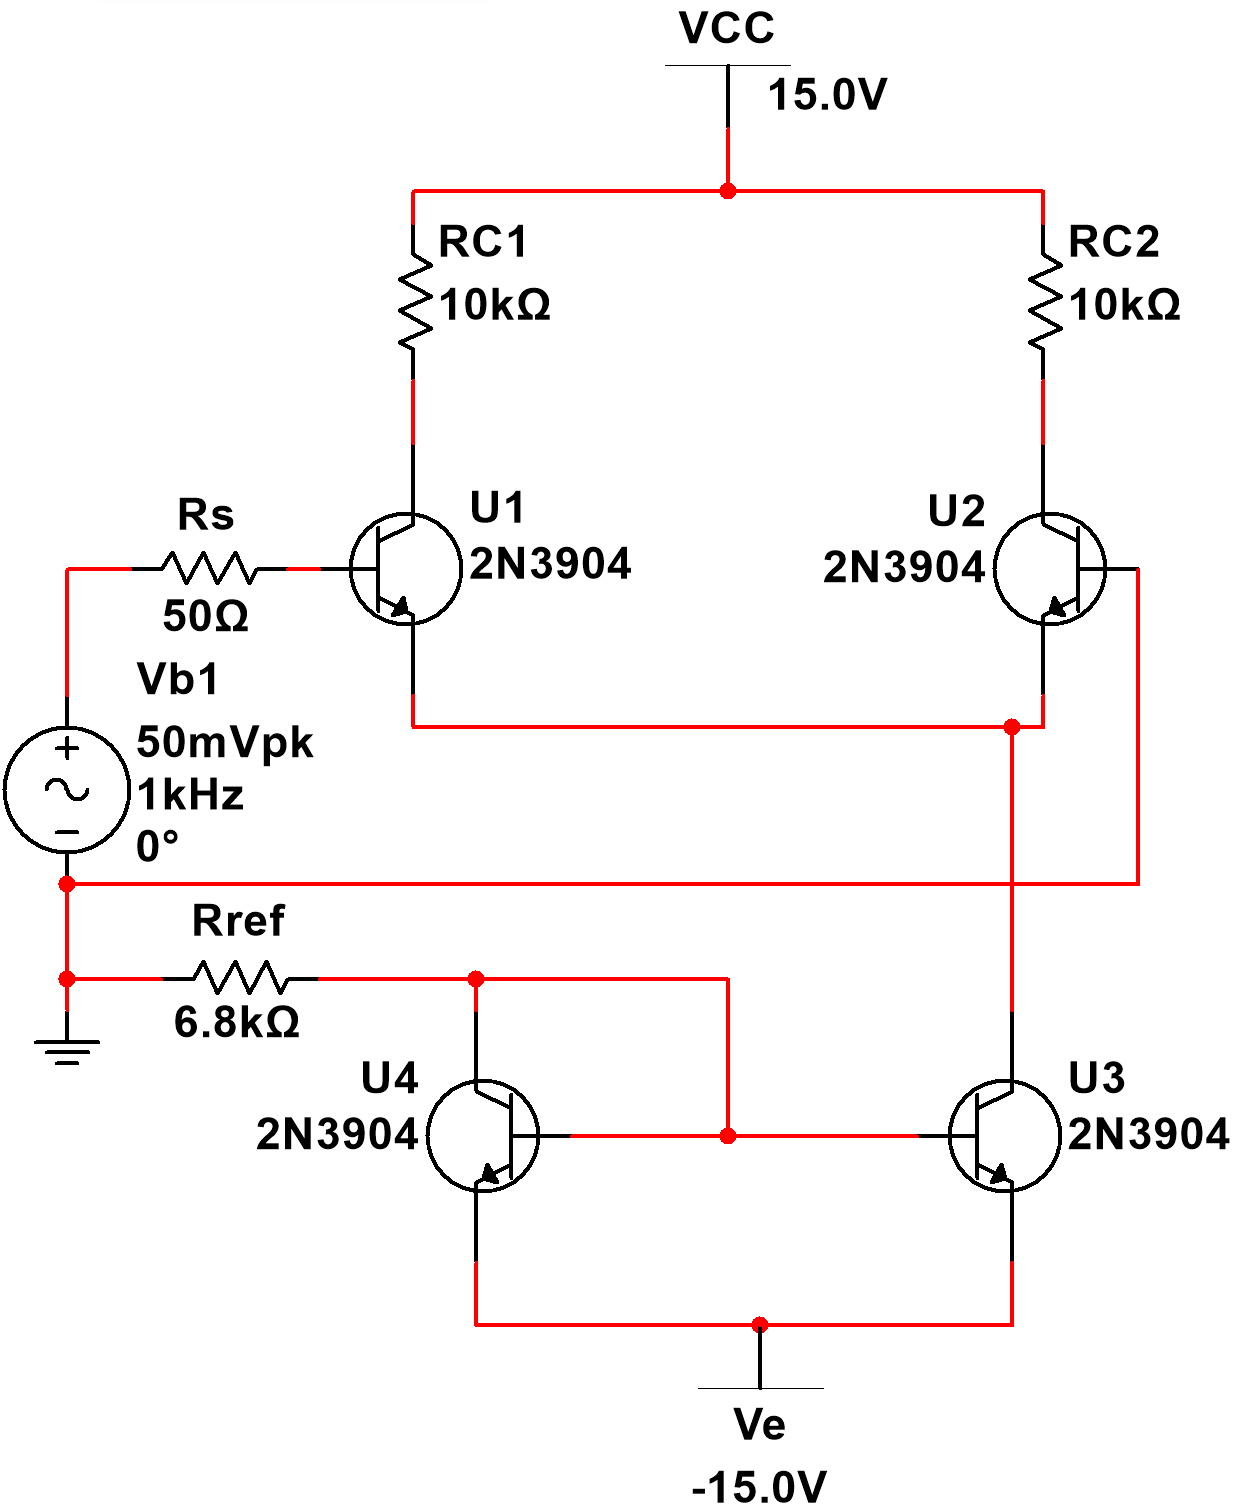 VCC
15.0V
RC1
10kΩ
RC2
10kΩ
Rs
50Ω
U1
2N3904
U2
2N3904
Vb1
50mVpk
1kHz
0°
Rref
6.8kΩ
U4
2N3904
U3
2N3904
Ve
-15.0V